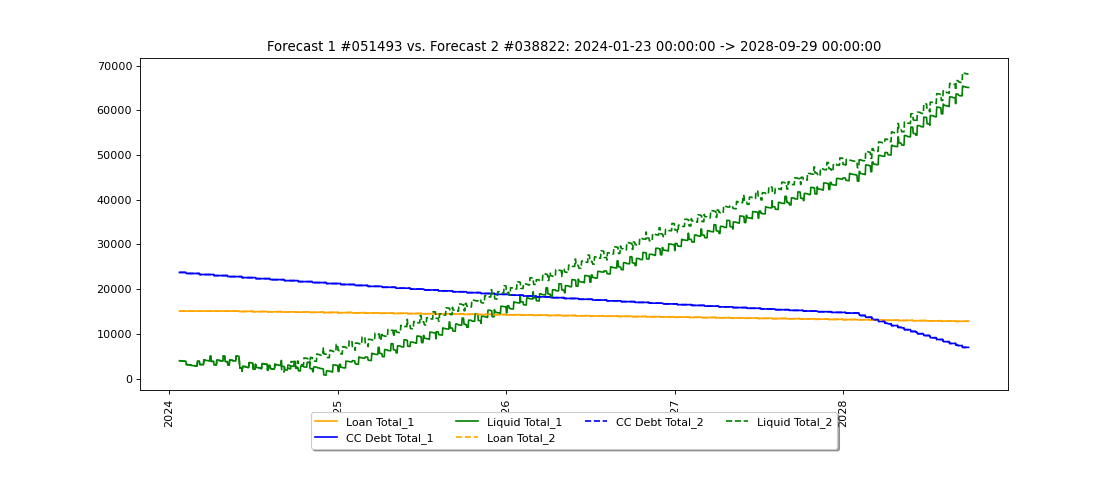 Forecast 1 #051493 vs. Forecast 2 #038822: 2024-01-23 00:00:00 -> 2028-09-29 00:00:00
70000
60000
50000
40000
30000
20000
10000
0
2024
25
26
27
2028
Loan Total_1
Liquid Total_1
CC Debt Total_2
Liquid Total_2
CC Debt Total_1
Loan Total_2